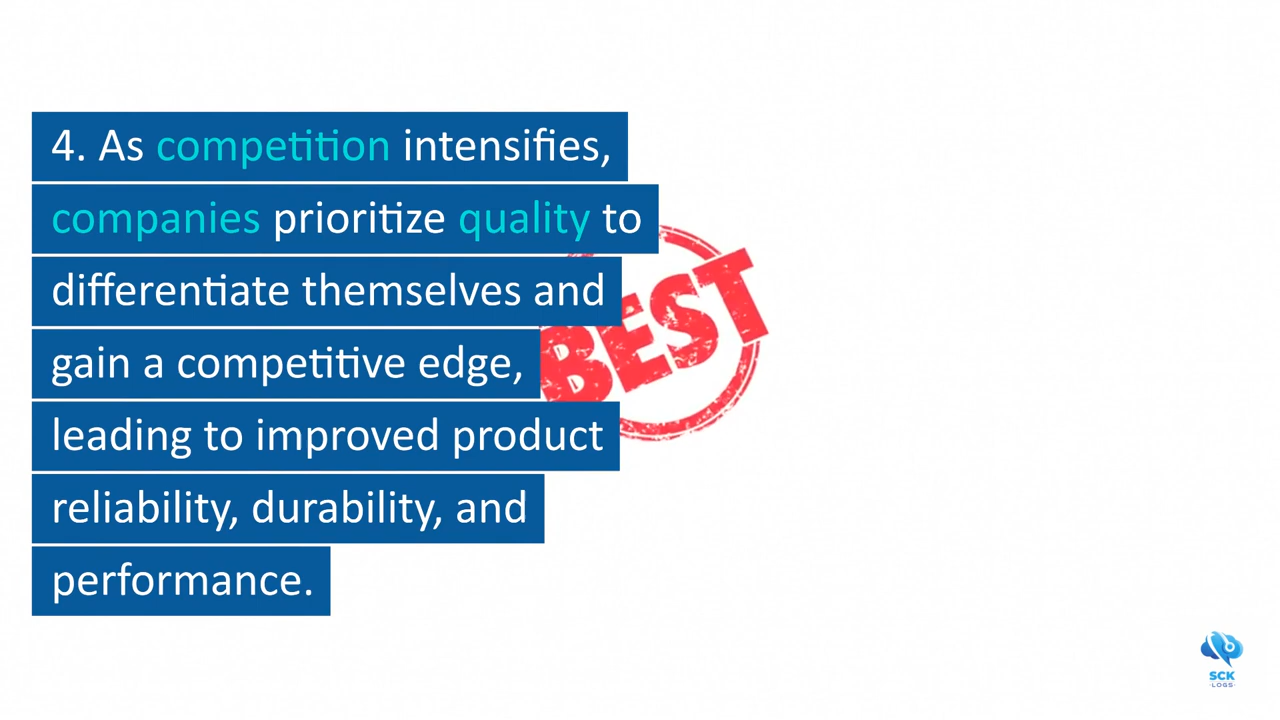 4. As competition intensifies,
companies prioritize quality to
differentiate themselves and
gain a competitive edge,
leading to improved product
reliability, durability, and
performance.
BEST
SCK
·LOGS·